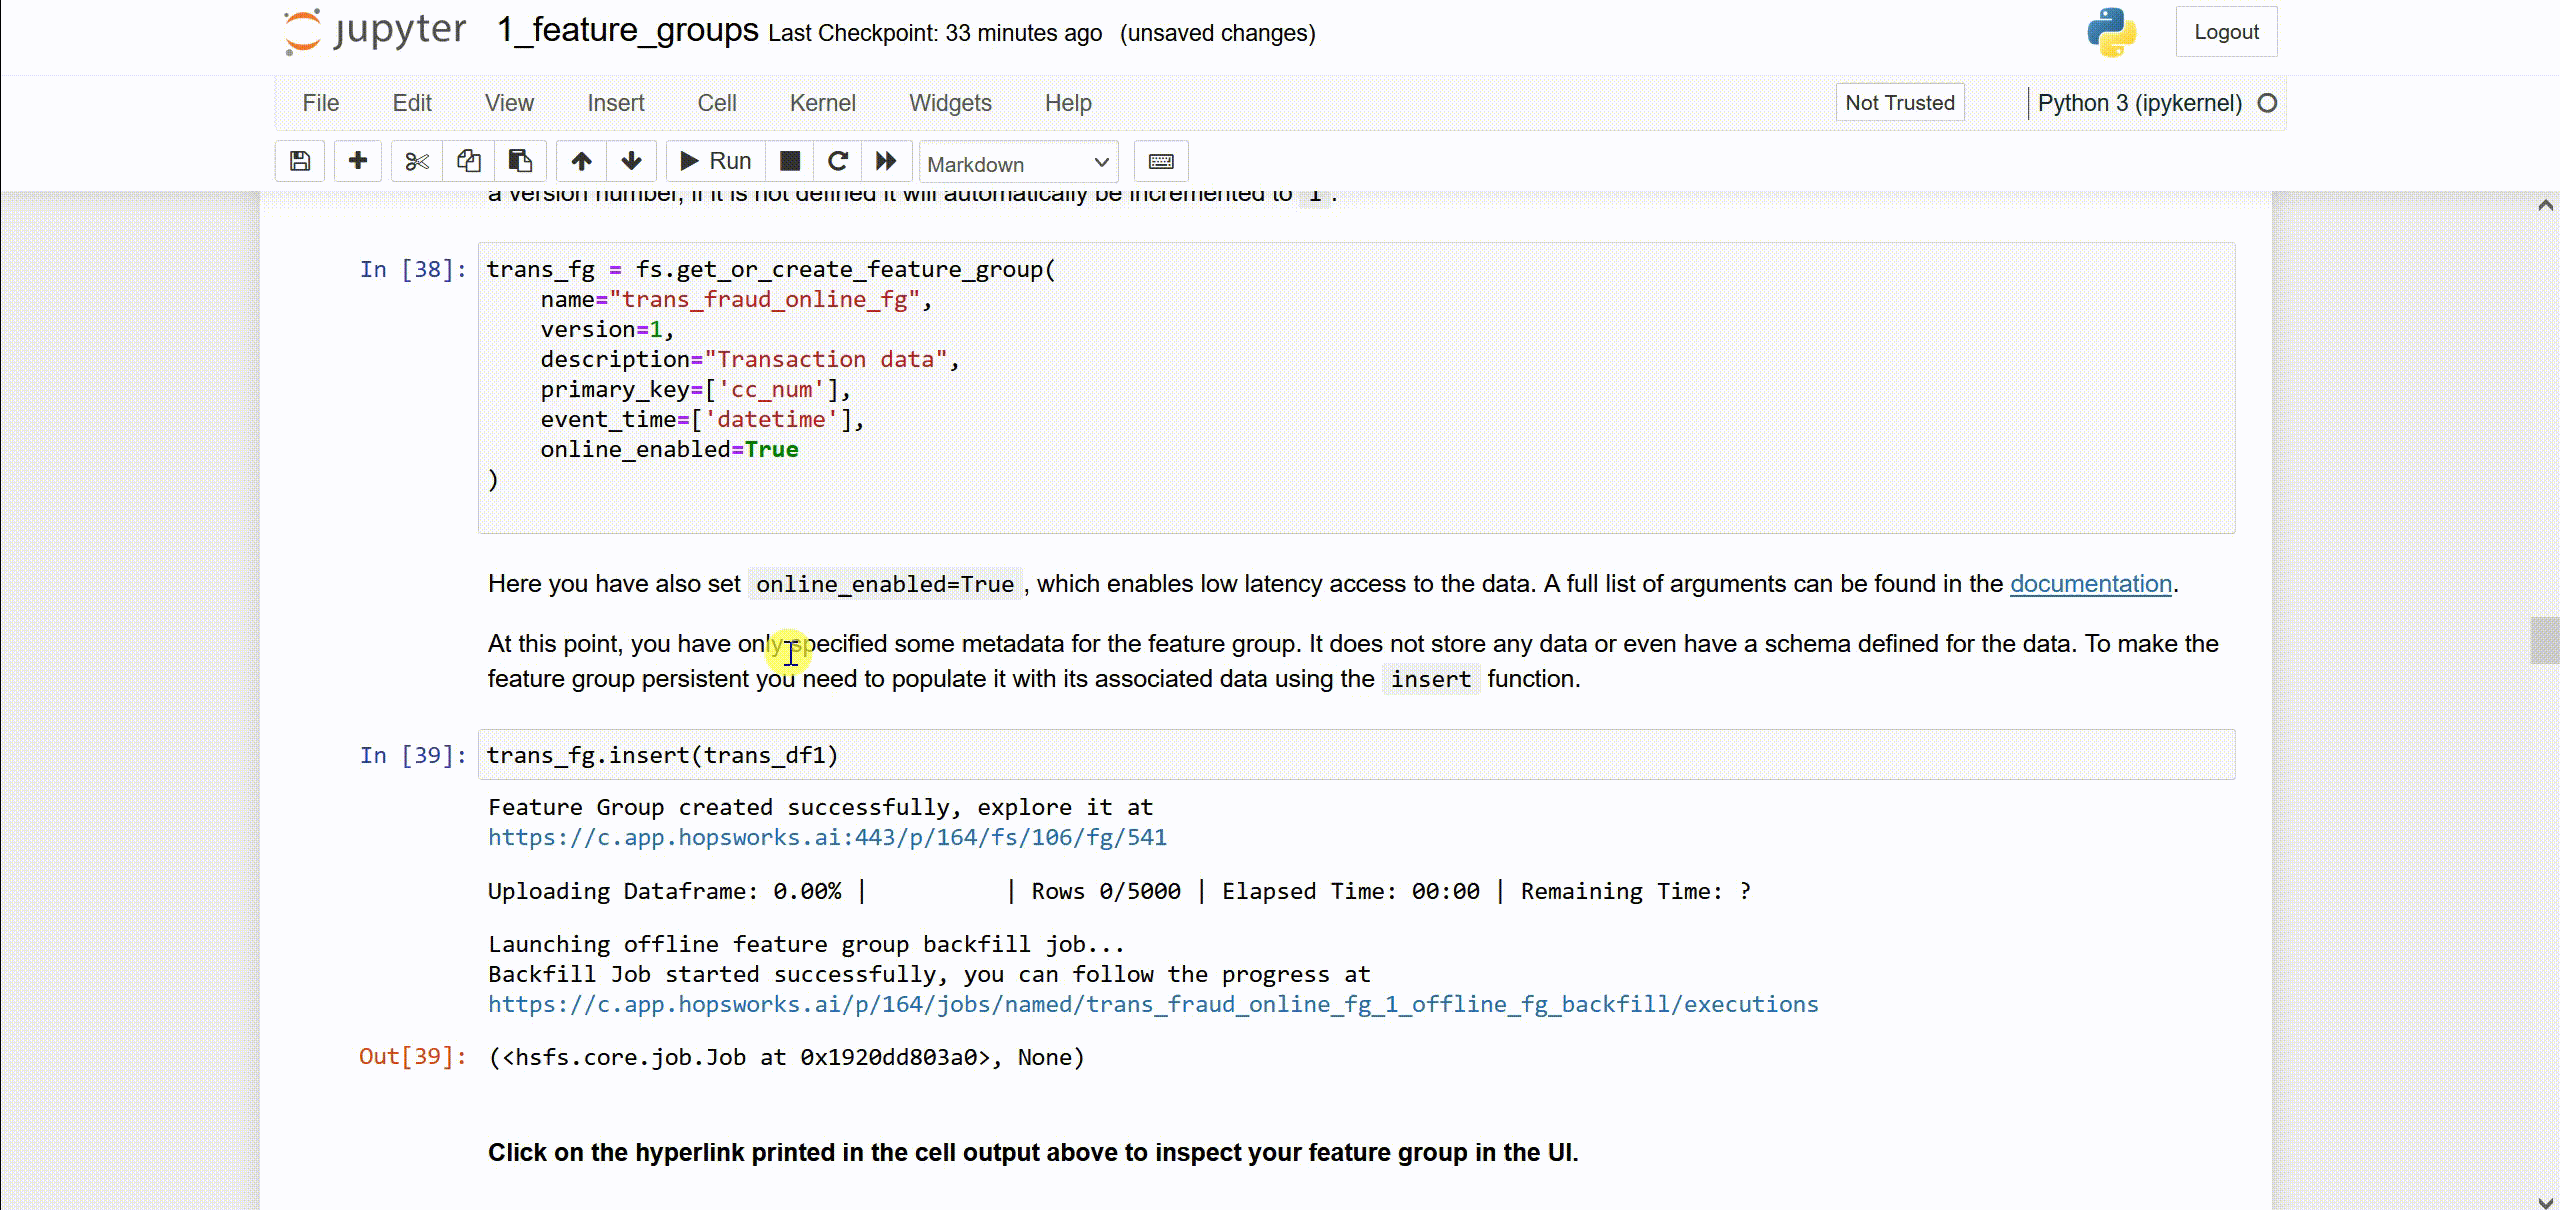 jupyter 1_feature_groups Last Checkpoint: 33 minutes ago (unsaved changes) Logout
File Edit View Insert Cell Kernel Widgets Help Not Trusted Python 3 (ipykernel)
Run Markdown
a version number, if it is not defined it will automatically be incremented to 1 .
In [38]: trans_fg = fs.get_or_create_feature_group(
name="trans_fraud_online_fg",
version=1,
description="Transaction data",
primary_key=['cc_num'],
event_time=['datetime'],
online_enabled=True
)
Here you have also set online_enabled=True , which enables low latency access to the data. A full list of arguments can be found in the documentation.
At this point, you have only specified some metadata for the feature group. It does not store any data or even have a schema defined for the data. To make the
feature group persistent you need to populate it with its associated data using the insert function.
In [39]: trans_fg.insert(trans_df1)
Feature Group created successfully, explore it at
https://c.app.hopsworks.ai:443/p/164/fs/106/fg/541
Uploading Dataframe: 0.00% | | Rows 0/5000 | Elapsed Time: 00:00 | Remaining Time: ?
Launching offline feature group backfill job...
Backfill Job started successfully, you can follow the progress at
https://c.app.hopsworks.ai/p/164/jobs/named/trans_fraud_online_fg_1_offline_fg_backfill/executions
Out[39]: (<hsfs.core.job.Job at 0x1920dd803a0>, None)
Click on the hyperlink printed in the cell output above to inspect your feature group in the UI.